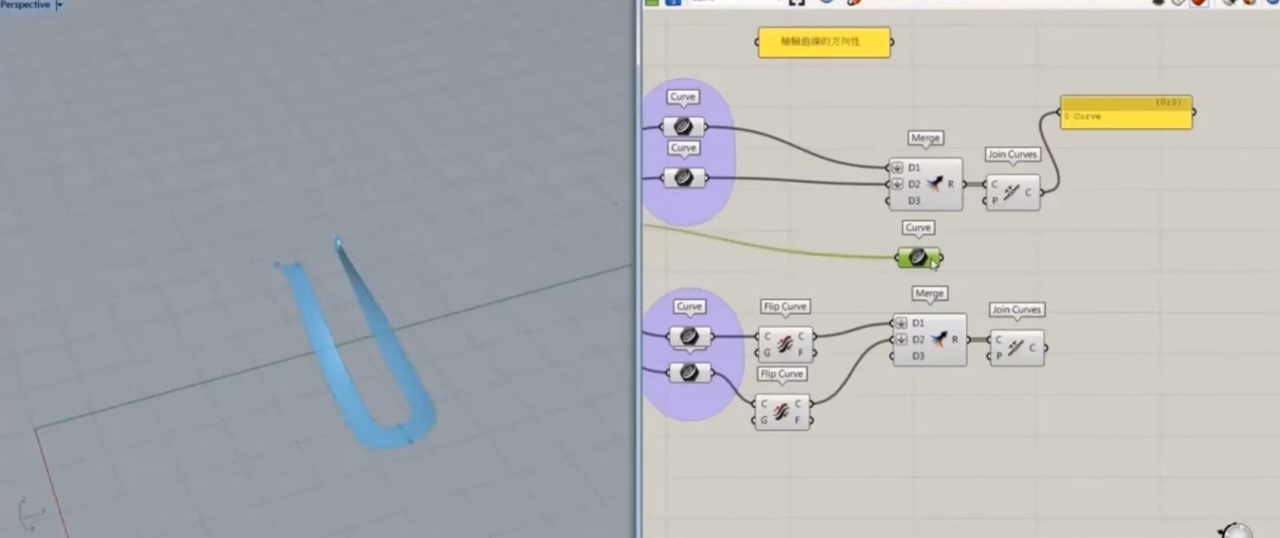 Perspective
檢驗曲線的方向性
Curve
Curve
Merge
D1
D2
D3
R
Join Curves
C
P
C
{0;0}
0 Curve
Curve
Curve
Flip Curve
C
G
C
F
Flip Curve
C
G
C
F
Merge
D1
D2
D3
R
Join Curves
C
P
C